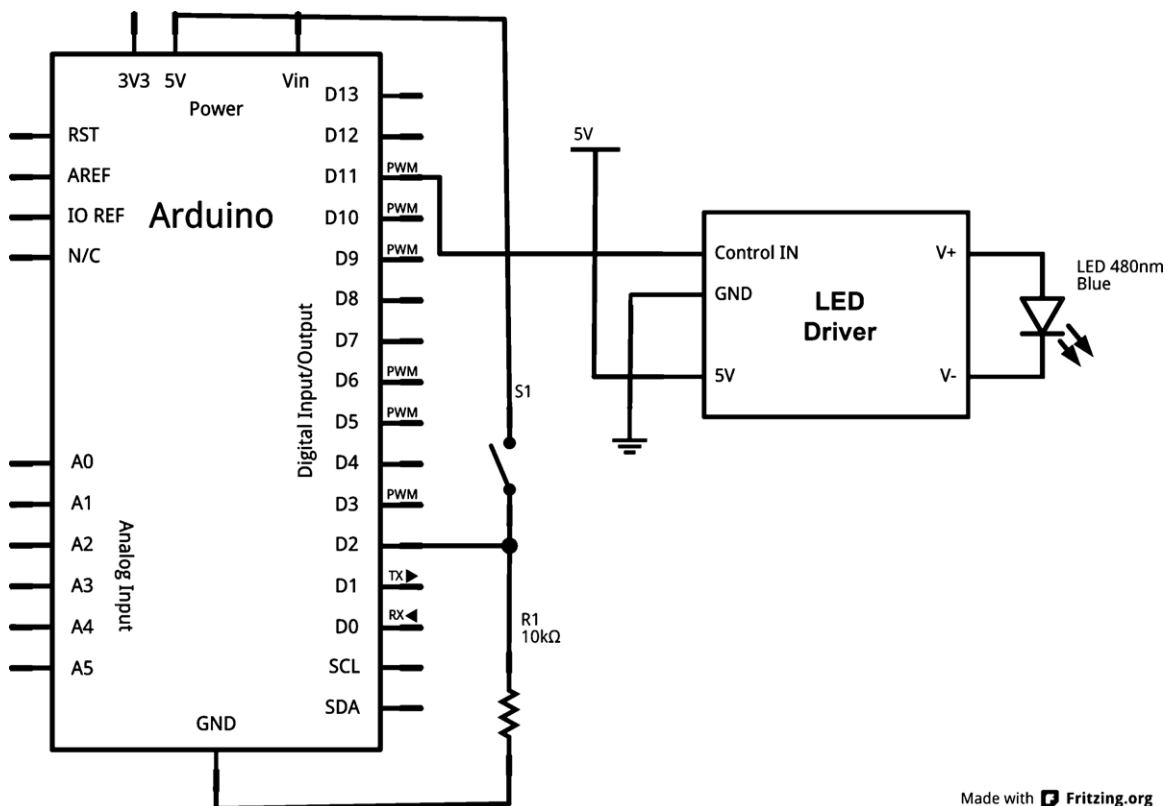 3V3 5V Vin
Power
RST
AREF
IO REF
N/C
Arduino
A0
A1
A2
A3
A4
A5
Analog Input
GND
Digital Input/Output
D13
D12
D11 PWM
D10 PWM
D9 PWM
D8
D7
D6 PWM
D5 PWM
D4
D3 PWM
D2
D1 TX
D0 RX
SCL
SDA
S1
R1
10kΩ
5V
Control IN
GND
5V
LED
Driver
V+
V-
LED 480nm
Blue
Made with Fritzing.org